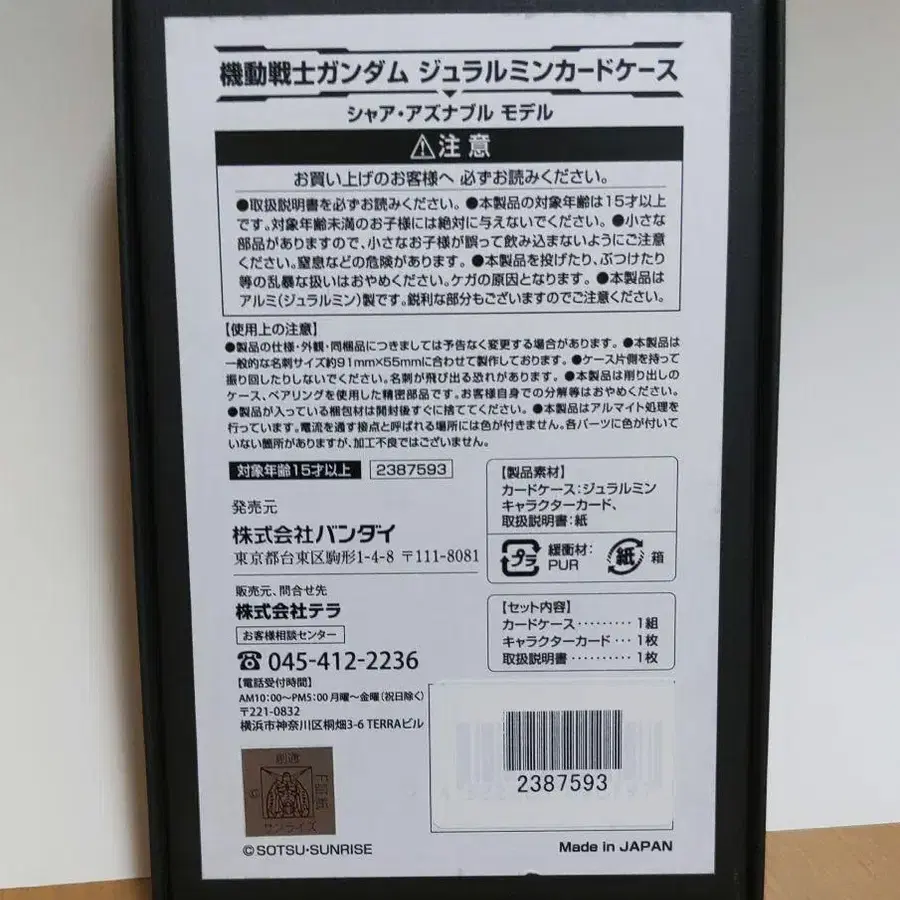 機動戦士ガンダム ジュラルミンカードケース
シャア・アズナブル モデル
⚠注意
お買い上げのお客様へ 必ずお読みください。
●取扱説明書を必ずお読みください。●本製品の対象年齢は15才以上
です。対象年齢未満のお子様には絶対に与えないでください。●小さな
部品がありますので、小さなお子様が誤って飲み込まないようにご注意
ください。窒息などの危険があります。●本製品を投げたり、ぶつけたり
等の乱暴な扱いはおやめください。ケガの原因となります。●本製品は
アルミ(ジュラルミン)製です。鋭利な部分もございますのでご注意ください。
【使用上の注意】
●製品の仕様・外観・同梱品につきましては予告なく変更する場合があります。●本製品は
一般的な名刺サイズ約91mm×55mmに合わせて製作しております。●ケース片側を持って
振り回したりしないでください。名刺が飛び出る恐れがあります。●本製品は削り出しの
ケース、ベアリングを使用した精密部品です。お客様自身での分解等はおやめください。
●製品が入っている梱包材は開封後すぐに捨ててください。●本製品はアルマイト処理を
行っています。電流を通す接点と呼ばれる場所には色が付きません。各パーツに色が付いて
いない箇所がありますが、加工不良ではございません。
対象年齢15才以上 2387593
発売元
株式会社バンダイ
東京都台東区駒形1-4-8 〒111-8081
販売元、問合せ先
株式会社テラ
お客様相談センター
☎045-412-2236
【電話受付時間】
AM10:00〜PM5:00 月曜〜金曜(祝日除く)
〒221-0832
横浜市神奈川区桐畑3-6 TERRAビル
【製品素材】
カードケース:ジュラルミン
キャラクターカード、
取扱説明書:紙
プラ 緩衝材:
PUR
紙 箱
【セット内容】
カードケース・・・・・・・・・1組
キャラクターカード・・・1枚
取扱説明書・・・・・・・・・・1枚
2387593
創通
サンライズ
©SOTSU・SUNRISE
Made in JAPAN